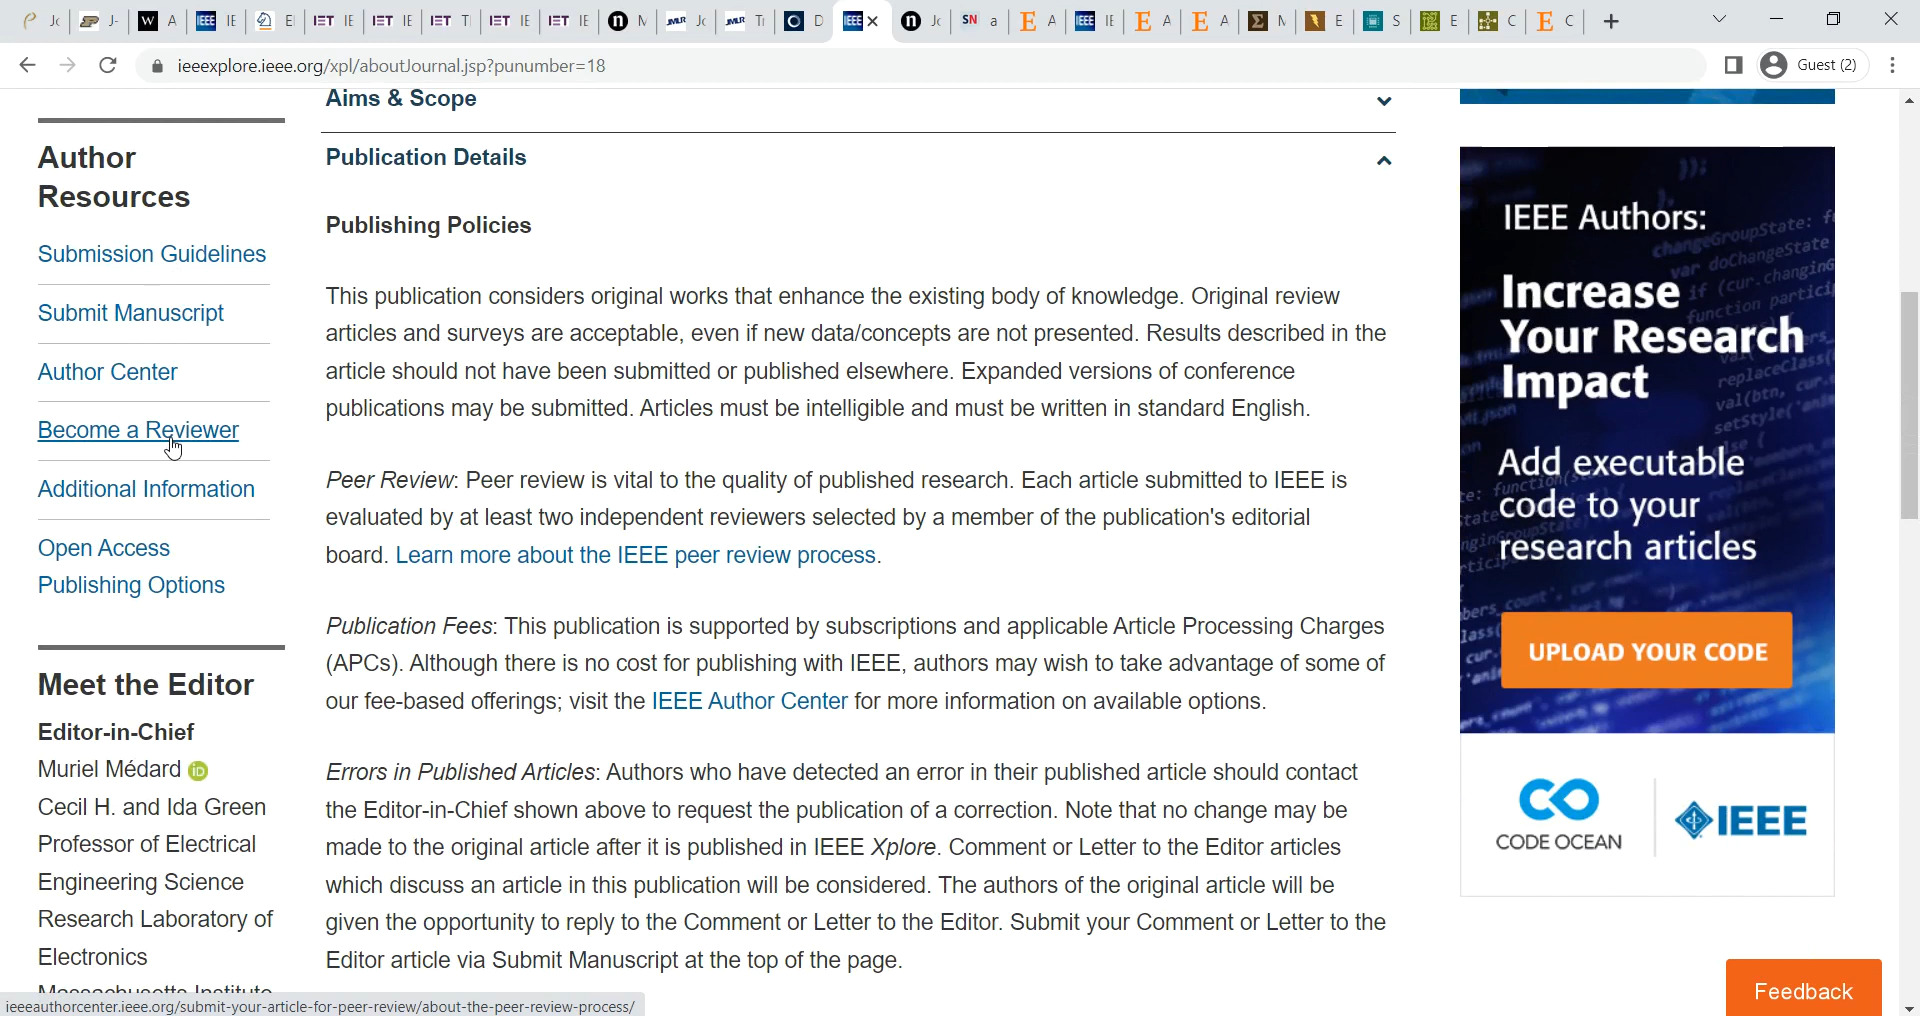 ieeexplore.ieee.org/xpl/aboutJournal.jsp?punumber=18
Guest (2)
Author
Resources
Submission Guidelines
Submit Manuscript
Author Center
Become a Reviewer
Additional Information
Open Access
Publishing Options
Meet the Editor
Editor-in-Chief
Muriel Médard iD
Cecil H. and Ida Green
Professor of Electrical
Engineering Science
Research Laboratory of
Electronics
Massachusetts Institute
Aims & Scope
Publication Details
Publishing Policies
This publication considers original works that enhance the existing body of knowledge. Original review
articles and surveys are acceptable, even if new data/concepts are not presented. Results described in the
article should not have been submitted or published elsewhere. Expanded versions of conference
publications may be submitted. Articles must be intelligible and must be written in standard English.
Peer Review: Peer review is vital to the quality of published research. Each article submitted to IEEE is
evaluated by at least two independent reviewers selected by a member of the publication's editorial
board. Learn more about the IEEE peer review process.
Publication Fees: This publication is supported by subscriptions and applicable Article Processing Charges
(APCs). Although there is no cost for publishing with IEEE, authors may wish to take advantage of some of
our fee-based offerings; visit the IEEE Author Center for more information on available options.
Errors in Published Articles: Authors who have detected an error in their published article should contact
the Editor-in-Chief shown above to request the publication of a correction. Note that no change may be
made to the original article after it is published in IEEE Xplore. Comment or Letter to the Editor articles
which discuss an article in this publication will be considered. The authors of the original article will be
given the opportunity to reply to the Comment or Letter to the Editor. Submit your Comment or Letter to the
Editor article via Submit Manuscript at the top of the page.
IEEE Authors:
Increase
Your Research
Impact
Add executable
code to your
research articles
UPLOAD YOUR CODE
CODE OCEAN
IEEE
Feedback
ieeeauthorcenter.ieee.org/submit-your-article-for-peer-review/about-the-peer-review-process/